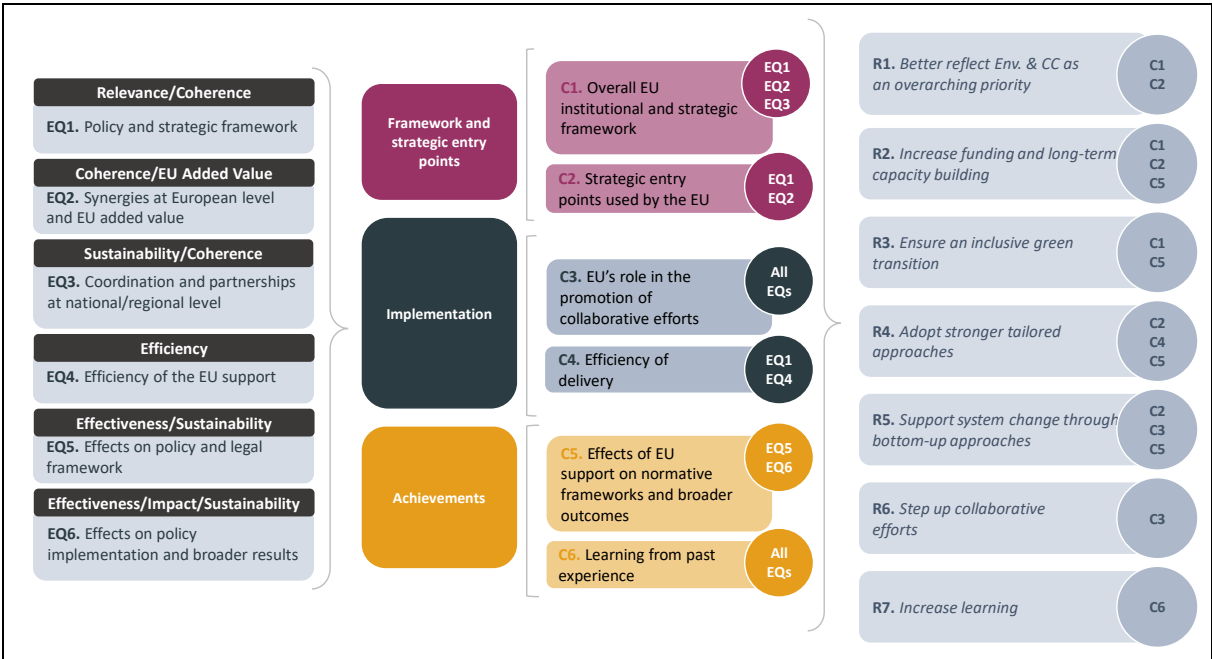 Relevance/Coherence
EQ1. Policy and strategic framework
Coherence/EU Added Value
EQ2. Synergies at European level
and EU added value
Sustainability/Coherence
EQ3. Coordination and partnerships
at national/regional level
Efficiency
EQ4. Efficiency of the EU support
Effectiveness/Sustainability
EQ5. Effects on policy and legal
framework
Effectiveness/Impact/Sustainability
EQ6. Effects on policy
implementation and broader results
Framework and
strategic entry
points
Implementation
Achievements
C1. Overall EU
institutional and strategic
framework
EQ1
EQ2
EQ3
C2. Strategic entry
points used by the EU
EQ1
EQ2
C3. EU's role in the
promotion of
collaborative efforts
All
EQs
C4. Efficiency of
delivery
EQ1
EQ4
C5. Effects of EU
support on normative
frameworks and broader
outcomes
EQ5
EQ6
C6. Learning from past
experience
All
EQs
R1. Better reflect Env. & CC as
an overarching priority
C1
C2
R2. Increase funding and long-term
capacity building
C1
C2
C5
R3. Ensure an inclusive green
transition
C1
C5
R4. Adopt stronger tailored
approaches
C2
C4
C5
R5. Support system change through
bottom-up approaches
C2
C3
C5
R6. Step up collaborative
efforts
C3
R7. Increase learning
C6